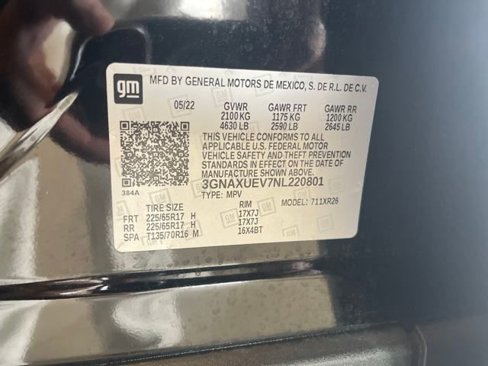 gm
MFD BY GENERAL MOTORS DE MEXICO, S. DE R.L. DE C.V.
05/22 GVWR GAWR FRT GAWR RR
2100 KG 1175 KG 1200 KG
4630 LB 2590 LB 2645 LB
THIS VEHICLE CONFORMS TO ALL
APPLICABLE U.S. FEDERAL MOTOR
VEHICLE SAFETY AND THEFT PREVENTION
STANDARDS IN EFFECT ON THE DATE OF
MANUFACTURE SHOWN ABOVE.
384A 3GNAXUEV7NL220801
TYPE: MPV MODEL: 711XR26
TIRE SIZE RIM
FRT 225/65R17 H 17X7J
RR 225/65R17 H 17X7J
SPA T135/70R16 M 16X4BT